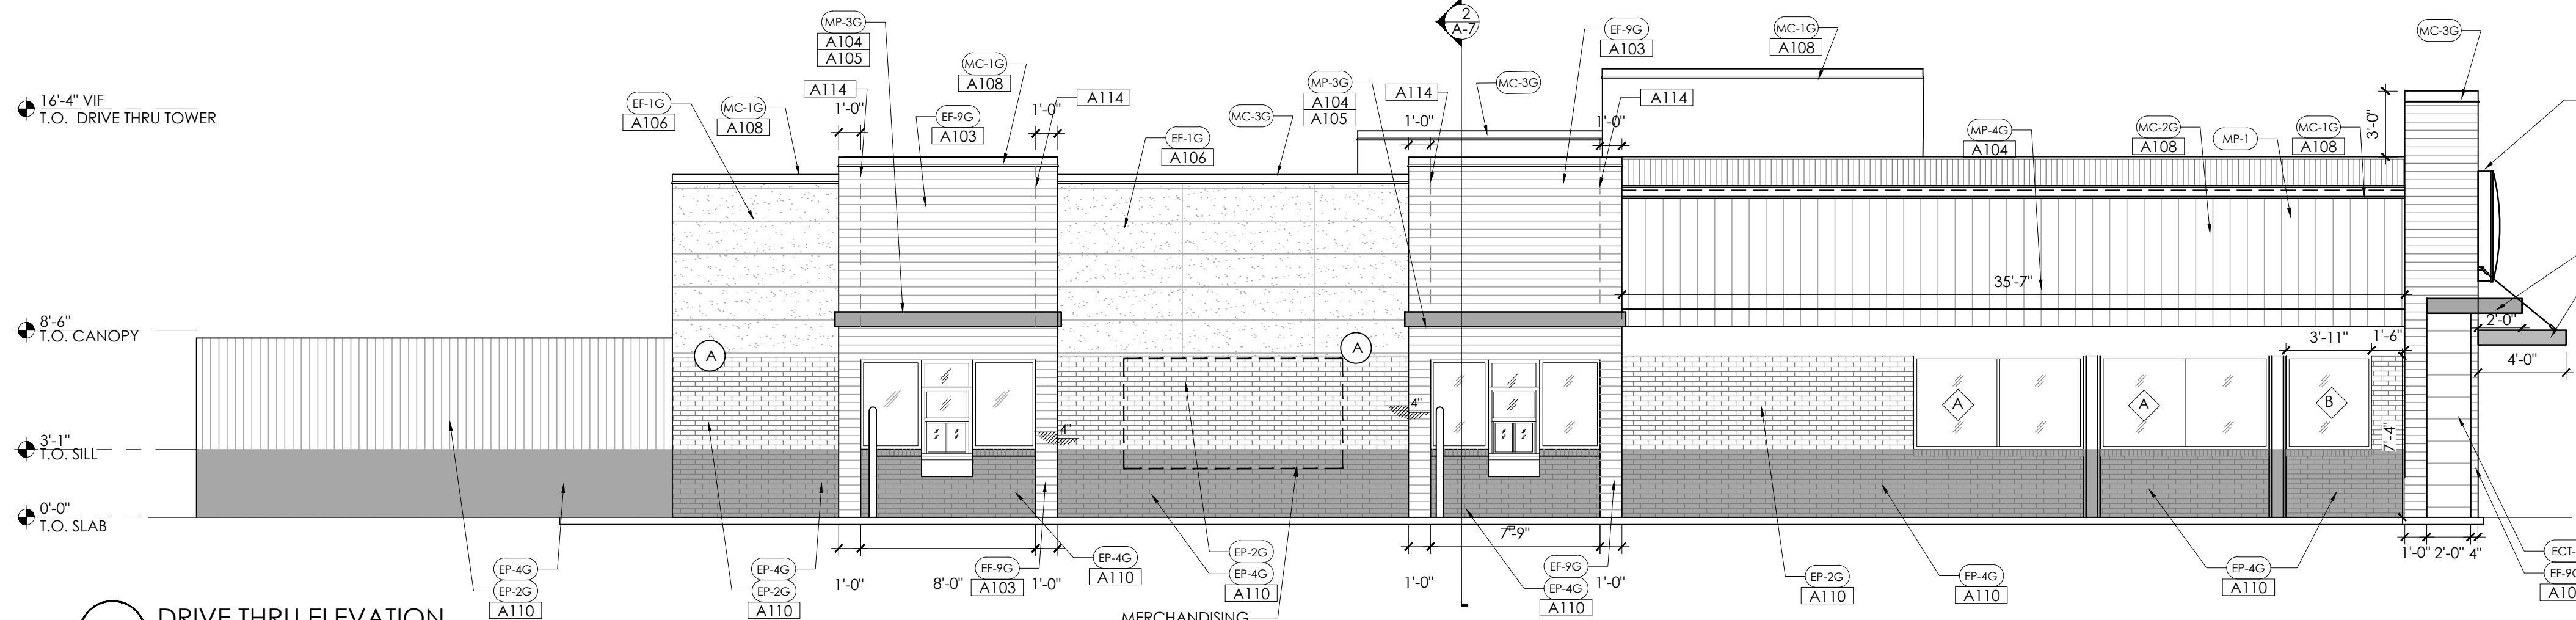 2
A-7
MP-3G
A104
A105
EF-9G
A103
MC-1G
A108
MC-3G
MC-1G
A108
MP-3G
A104
A105
MC-3G
A114
A114
A114
A114
16'-4" VIF
T.O. DRIVE THRU TOWER
EF-1G
A106
MC-1G
A108
1'-0"
EF-9G
A103
1'-0"
EF-1G
A106
MC-3G
1'-0"
1'-0"
MP-4G
A104
MC-2G
A108
MP-1
MC-1G
A108
3'-0"
35'-7"
8'-6"
T.O. CANOPY
2'-0"
3'-11"
1'-6"
4'-0"
A
A
A
A
B
4"
4"
7'-4"
3'-1"
T.O. SILL
0'-0"
T.O. SLAB
7'-9"
1'-0"
2'-0"
4"
EP-4G
EP-2G
A110
EP-4G
EP-2G
A110
1'-0"
8'-0"
EF-9G
A103
1'-0"
EP-4G
A110
EP-2G
EP-4G
A110
1'-0"
EF-9G
EP-4G
A110
1'-0"
EP-2G
A110
EP-4G
A110
EP-4G
A110
ECT-
EF-9G
A10
DRIVE THRU ELEVATION
MERCHANDISING